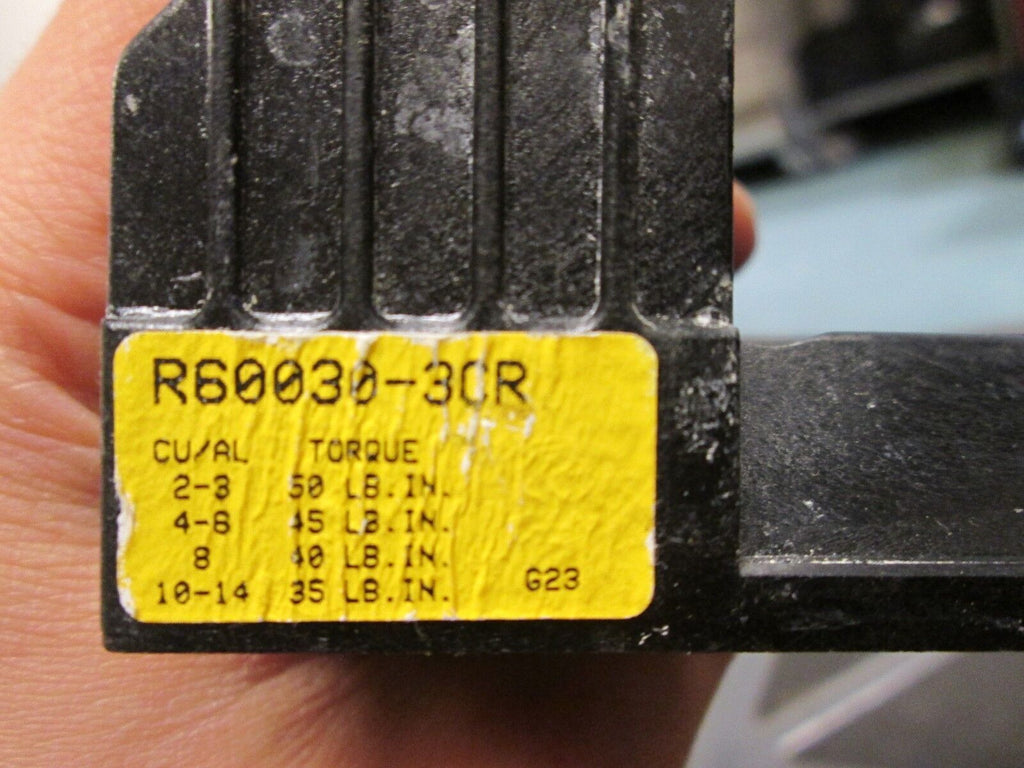 R60030-3CR
CU/AL TORQUE
2-3 50 LB.IN.
4-6 45 LB.IN.
8 40 LB.IN.
10-14 35 LB.IN.
G23